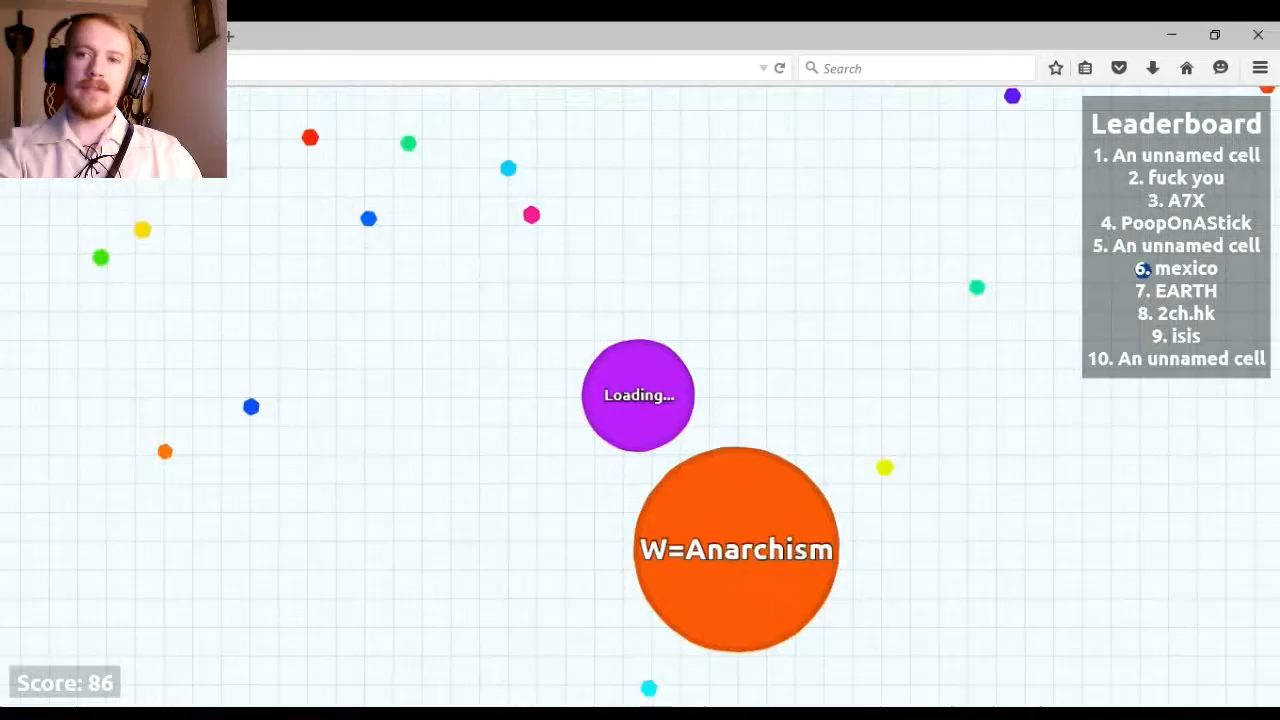 Search
Leaderboard
1. An unnamed cell
2. fuck you
3. A7X
4. PoopOnAStick
5. An unnamed cell
6. mexico
7. EARTH
8. 2ch.hk
9. isis
10. An unnamed cell
Loading...
W=Anarchism
Score: 86